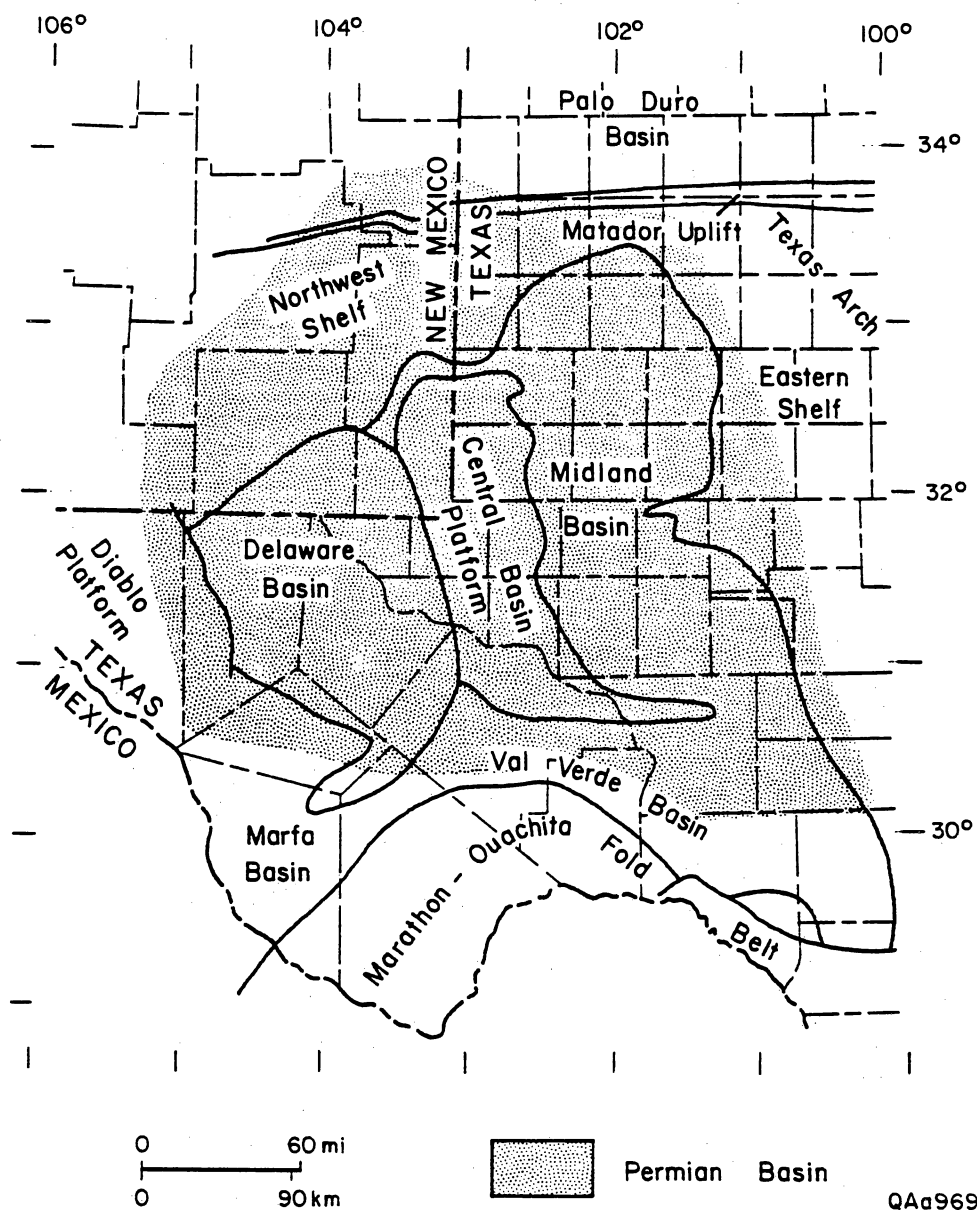 106°
104°
102°
100°
Palo Duro
Basin
34°
NEW MEXICO
TEXAS
Matador Uplift
Texas Arch
Northwest
Shelf
Eastern
Shelf
Central Basin
Platform
Midland
Basin
32°
Delaware
Basin
Diablo
Platform
TEXAS
MEXICO
Val Verde Basin
30°
Marfa
Basin
Marathon - Ouachita Fold Belt
0 60 mi
0 90 km
Permian Basin
QAa969